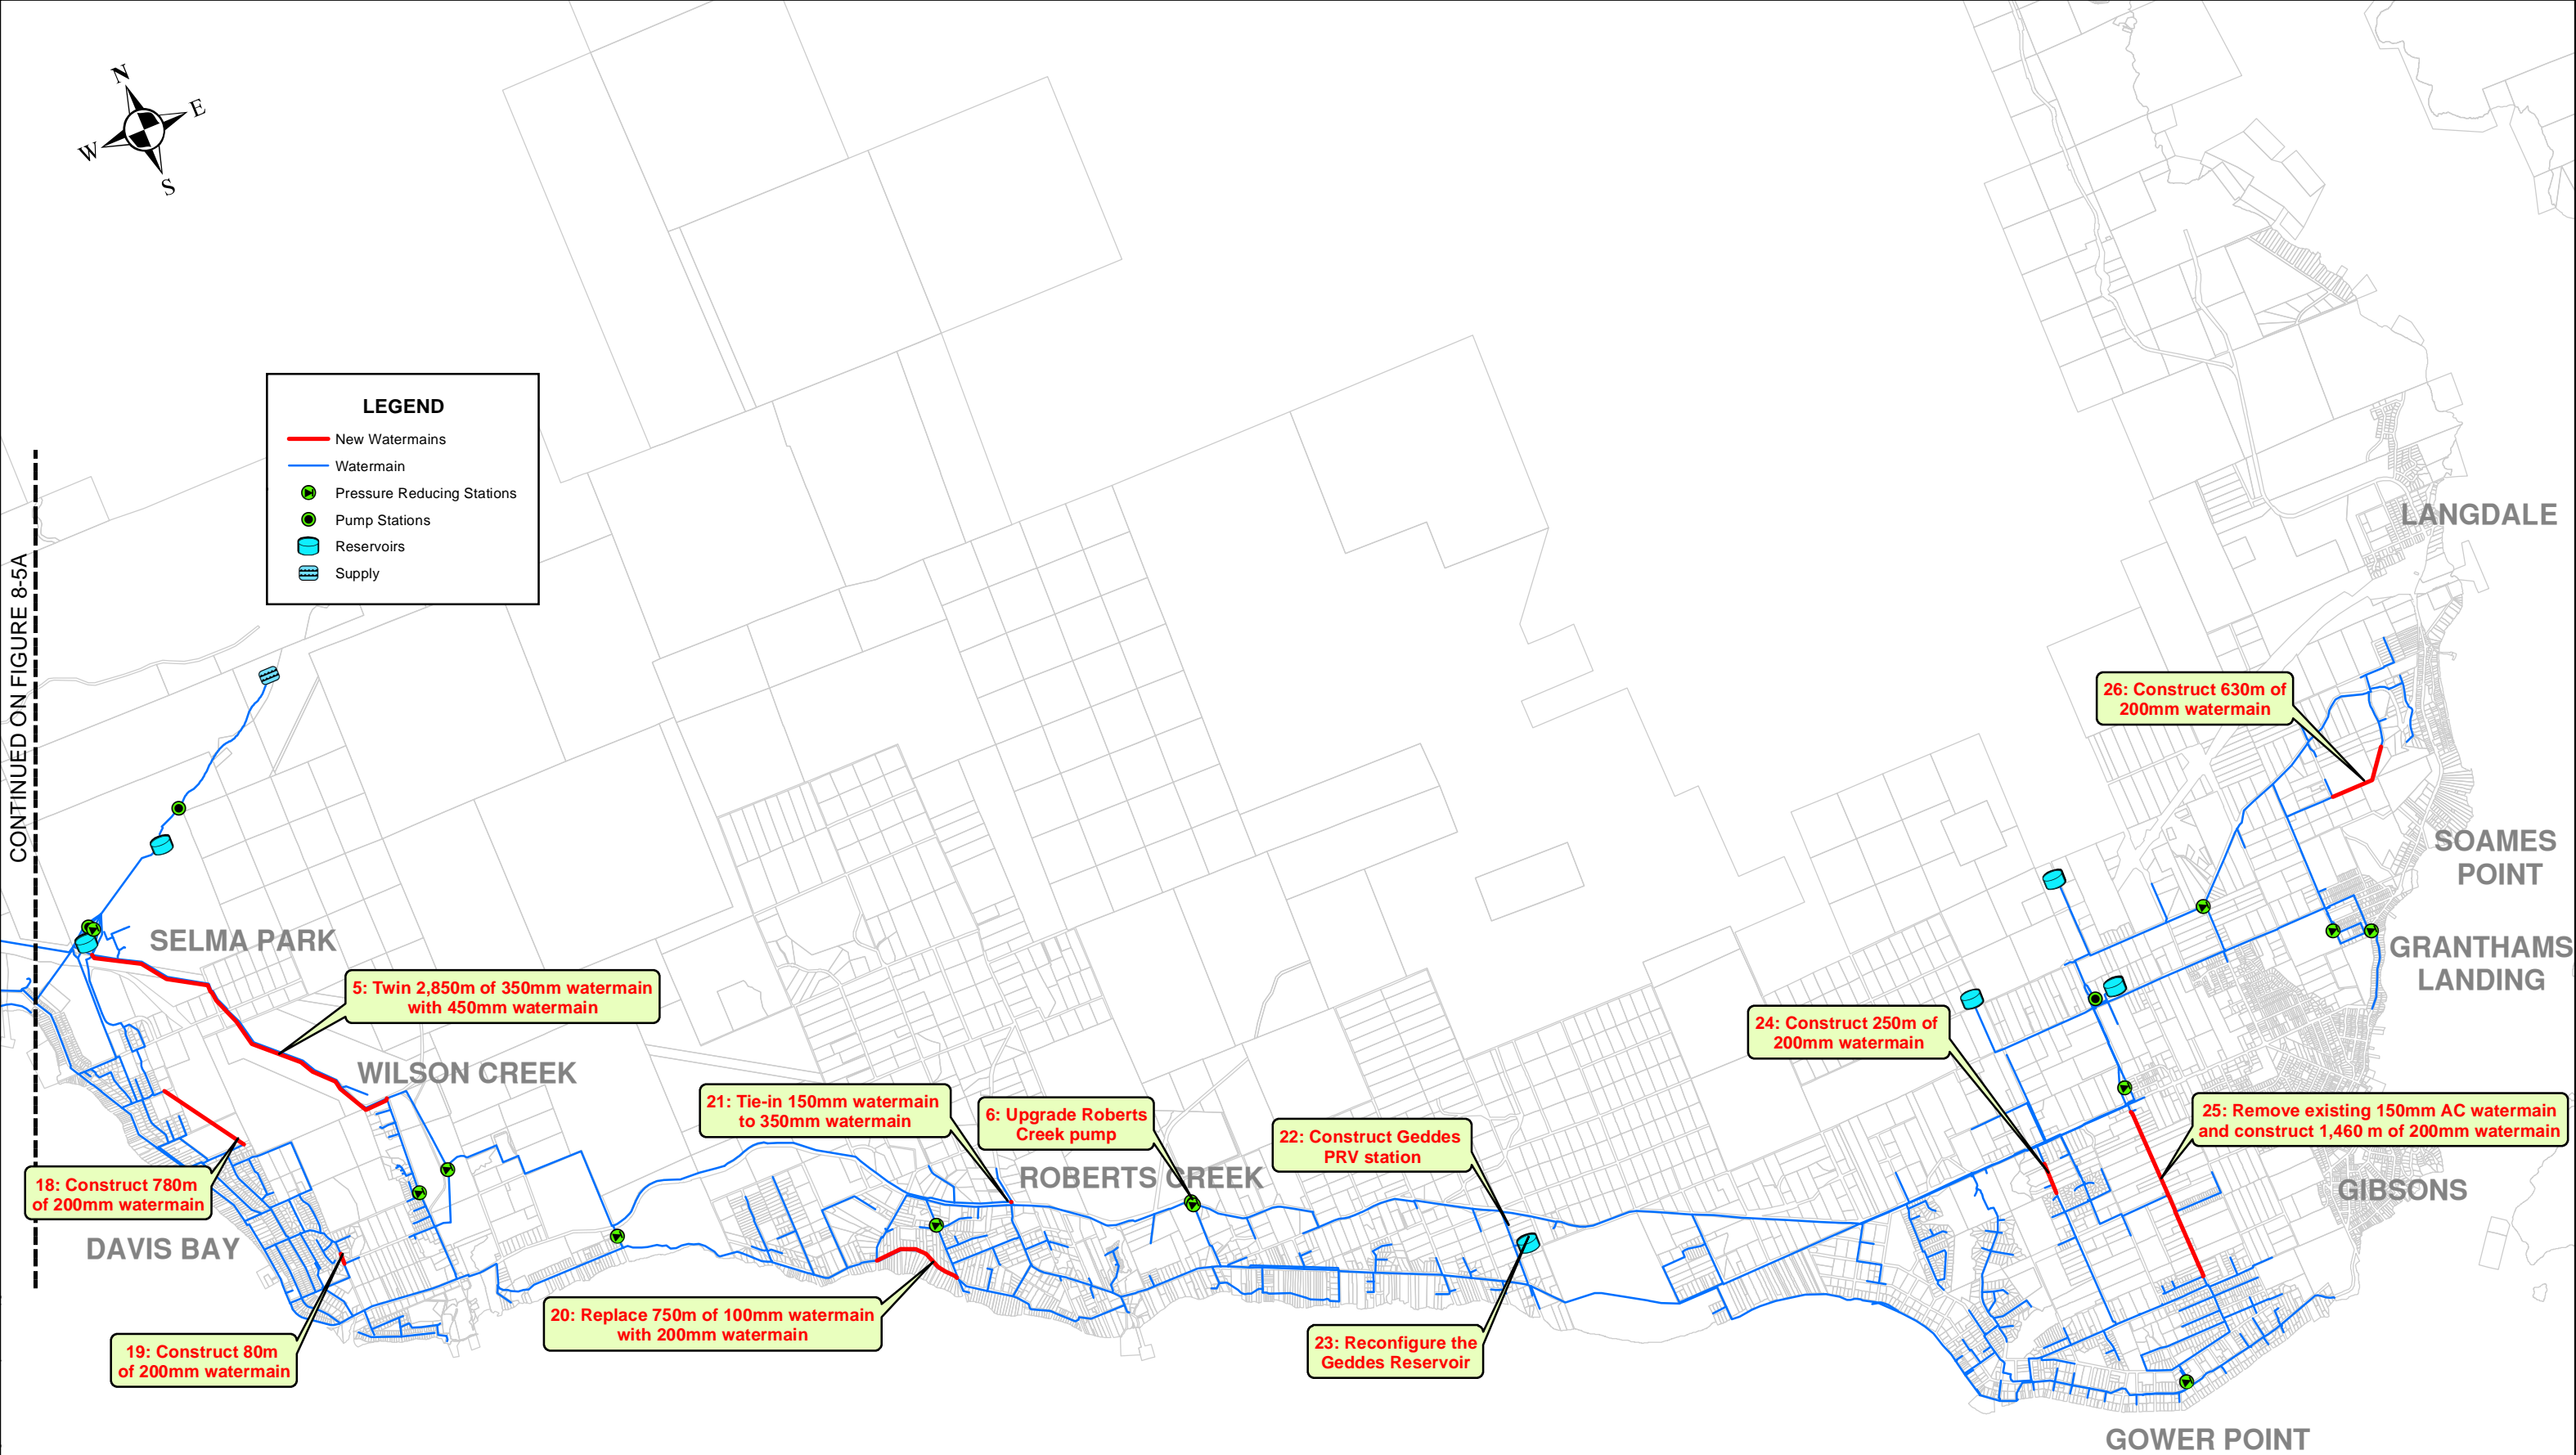 N
E
W
S
LEGEND
New Watermains
Watermain
Pressure Reducing Stations
Pump Stations
Reservoirs
Supply
CONTINUED ON FIGURE 8-5A
LANGDALE
26: Construct 630m of
200mm watermain
SOAMES
POINT
SELMA PARK
GRANTHAMS
LANDING
5: Twin 2,850m of 350mm watermain
with 450mm watermain
24: Construct 250m of
200mm watermain
WILSON CREEK
21: Tie-in 150mm watermain
to 350mm watermain
6: Upgrade Roberts
Creek pump
22: Construct Geddes
PRV station
25: Remove existing 150mm AC watermain
and construct 1,460 m of 200mm watermain
ROBERTS CREEK
18: Construct 780m
of 200mm watermain
GIBSONS
DAVIS BAY
20: Replace 750m of 100mm watermain
with 200mm watermain
19: Construct 80m
of 200mm watermain
23: Reconfigure the
Geddes Reservoir
GOWER POINT